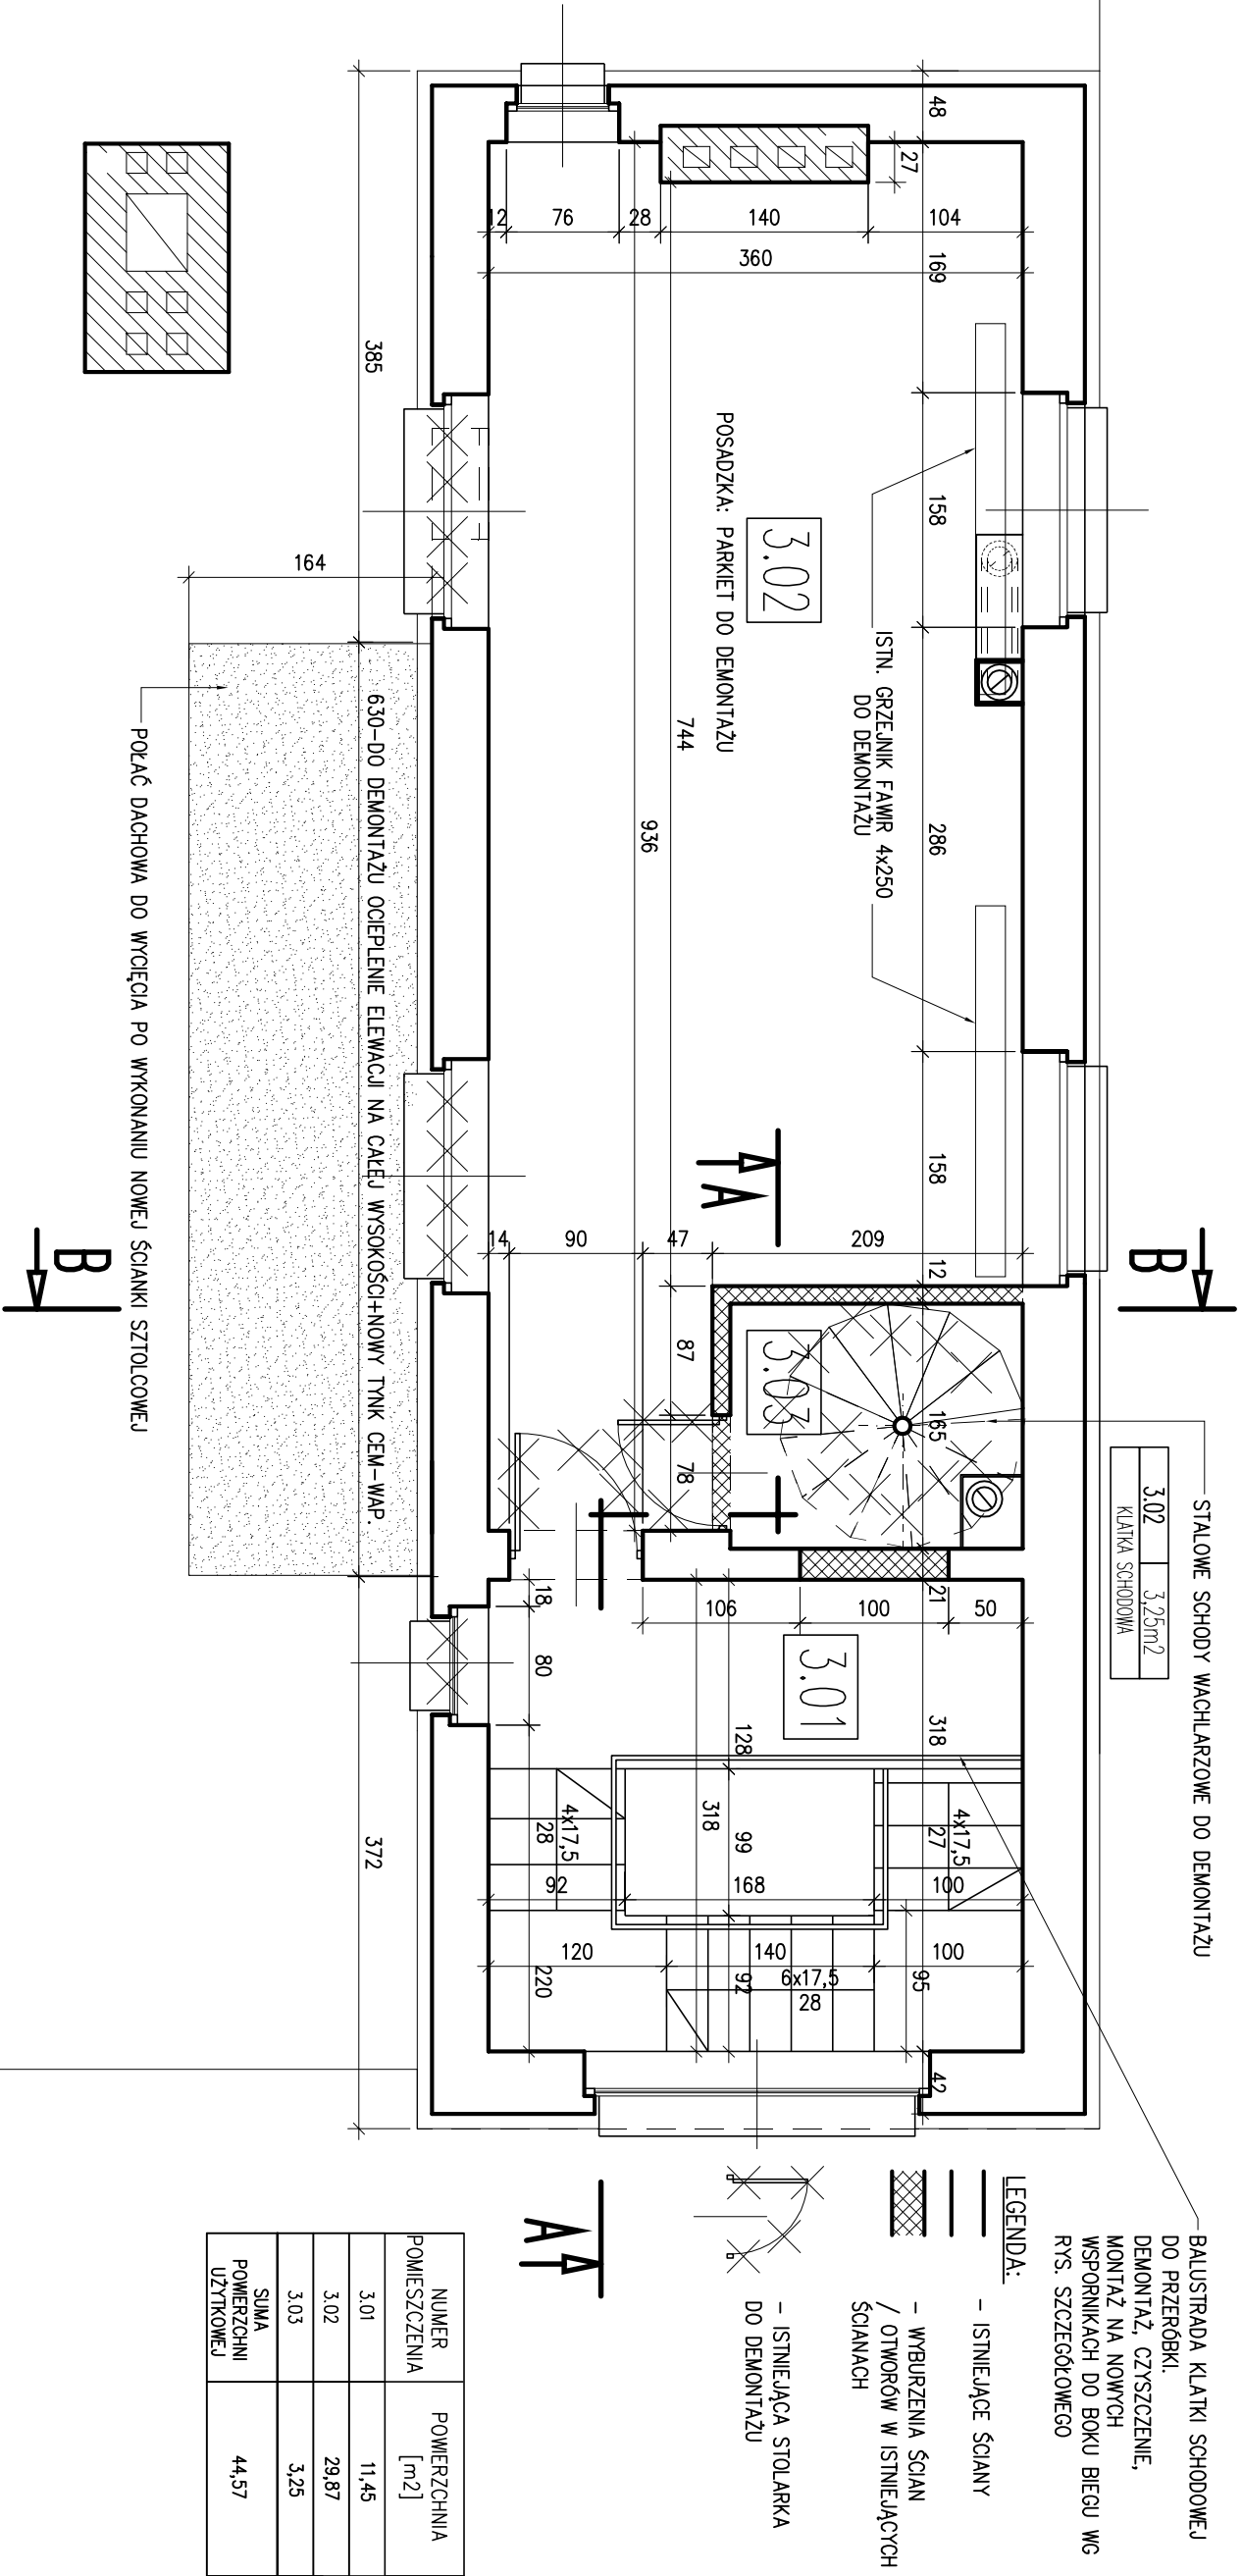 48
27
12
76
28
140
104
360
169
385
158
164
3.02
POSADZKA: PARKIET DO DEMONTAŻU
ISTN. GRZEJNIK FAWIR 4x250
DO DEMONTAŻU
744
936
286
630-DO DEMONTAŻU OCIEPLENIE ELEWACJI NA CAŁEJ WYSOKOŚCI+NOWY TYNK CEM-WAP.
POŁAĆ DACHOWA DO WYCIĘCIA PO WYKONANIU NOWEJ ŚCIANKI SZTOLCOWEJ
158
A
B
B
14
90
47
209
12
87
3.03
165
78
STALOWE SCHODY WACHLARZOWE DO DEMONTAŻU
3.02 3,25m2
KLATKA SCHODOWA
18
106
100
21
50
80
3.01
318
128
318
99
4x17,5
28
4x17,5
27
92
168
100
372
120
140
100
220
92
6x17,5
28
95
42
A
BALUSTRADA KLATKI SCHODOWEJ
DO PRZERÓBKI.
DEMONTAŻ, CZYSZCZENIE,
MONTAŻ NA NOWYCH
WSPORNIKACH DO BOKU BIEGU WG
RYS. SZCZEGÓŁOWEGO
LEGENDA:
- ISTNIEJĄCE ŚCIANY
- WYBURZENIA ŚCIAN
/ OTWORÓW W ISTNIEJĄCYCH
ŚCIANACH
- ISTNIEJĄCA STOLARKA
DO DEMONTAŻU
NUMER
POMIESZCZENIA
POWIERZCHNIA
[m2]
3.01 11,45
3.02 29,87
3.03 3,25
SUMA
POWIERZCHNI
UŻYTKOWEJ
44,57